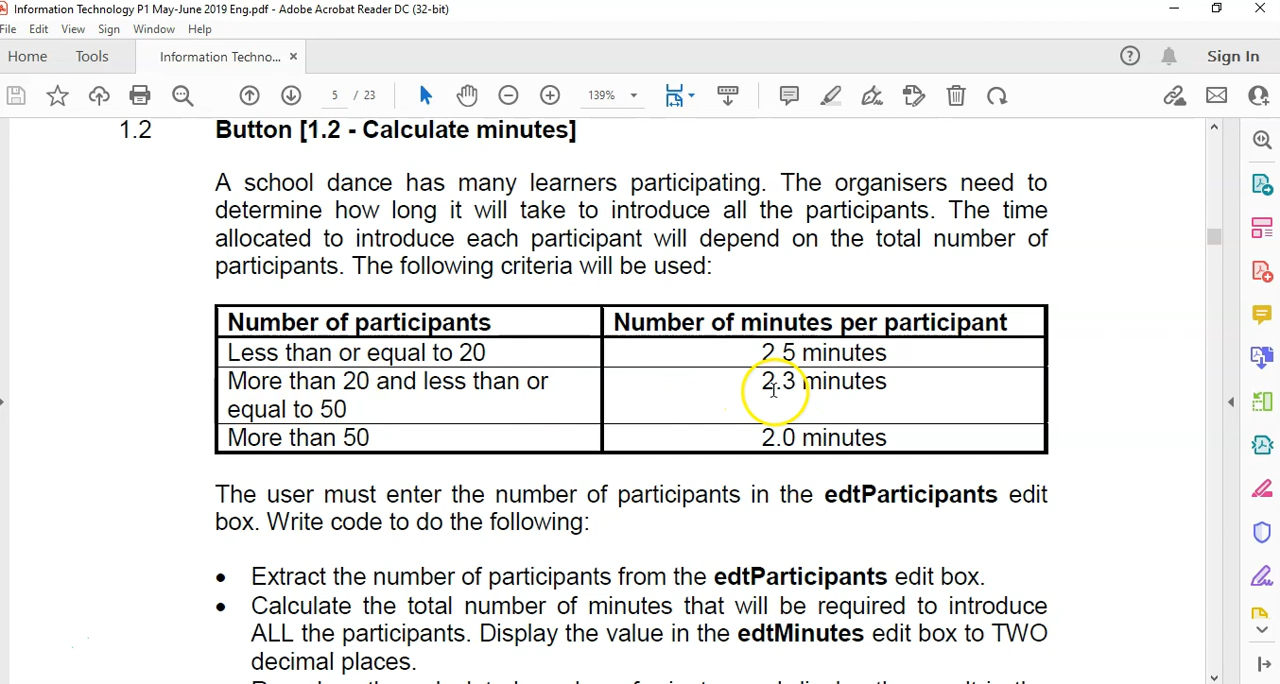 Information Technology P1 May-June 2019 Eng.pdf - Adobe Acrobat Reader DC (32-bit)
File Edit View Sign Window Help
Home Tools Information Techno... × Sign In
5 / 23 139%
1.2 Button [1.2 - Calculate minutes]
A school dance has many learners participating. The organisers need to
determine how long it will take to introduce all the participants. The time
allocated to introduce each participant will depend on the total number of
participants. The following criteria will be used:
Number of participants Number of minutes per participant
Less than or equal to 20 2.5 minutes
More than 20 and less than or 2.3 minutes
equal to 50
More than 50 2.0 minutes
The user must enter the number of participants in the edtParticipants edit
box. Write code to do the following:
• Extract the number of participants from the edtParticipants edit box.
• Calculate the total number of minutes that will be required to introduce
ALL the participants. Display the value in the edtMinutes edit box to TWO
decimal places.